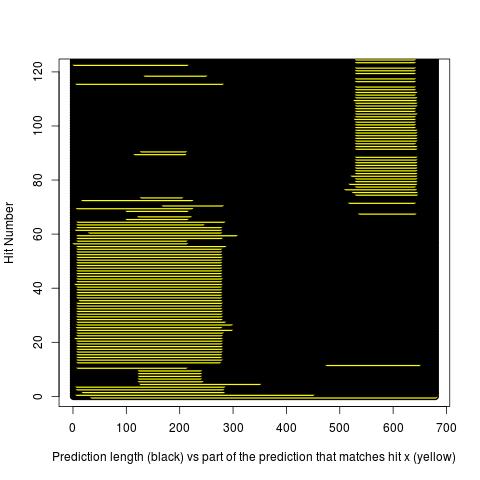 120
100
80
60
40
20
0
Hit Number
0 100 200 300 400 500 600 700
Prediction length (black) vs part of the prediction that matches hit x (yellow)